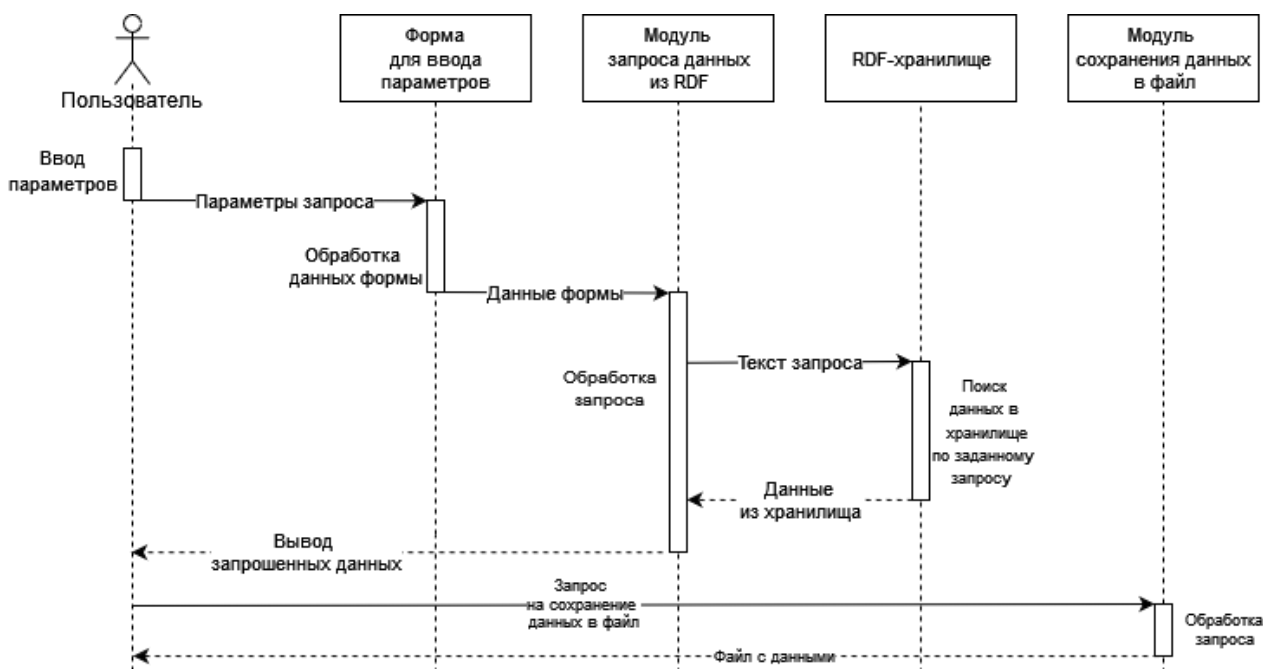 Пользователь
Форма
для ввода
параметров
Модуль
запроса данных
из RDF
RDF-хранилище
Модуль
сохранения данных
в файл
Ввод
параметров
Параметры запроса
Обработка
данных формы
Данные формы
Обработка
запроса
Текст запроса
Поиск
данных в
хранилище
по заданному
запросу
Данные
из хранилища
Вывод
запрошенных данных
Запрос
на сохранение
данных в файл
Обработка
запроса
Файл с данными